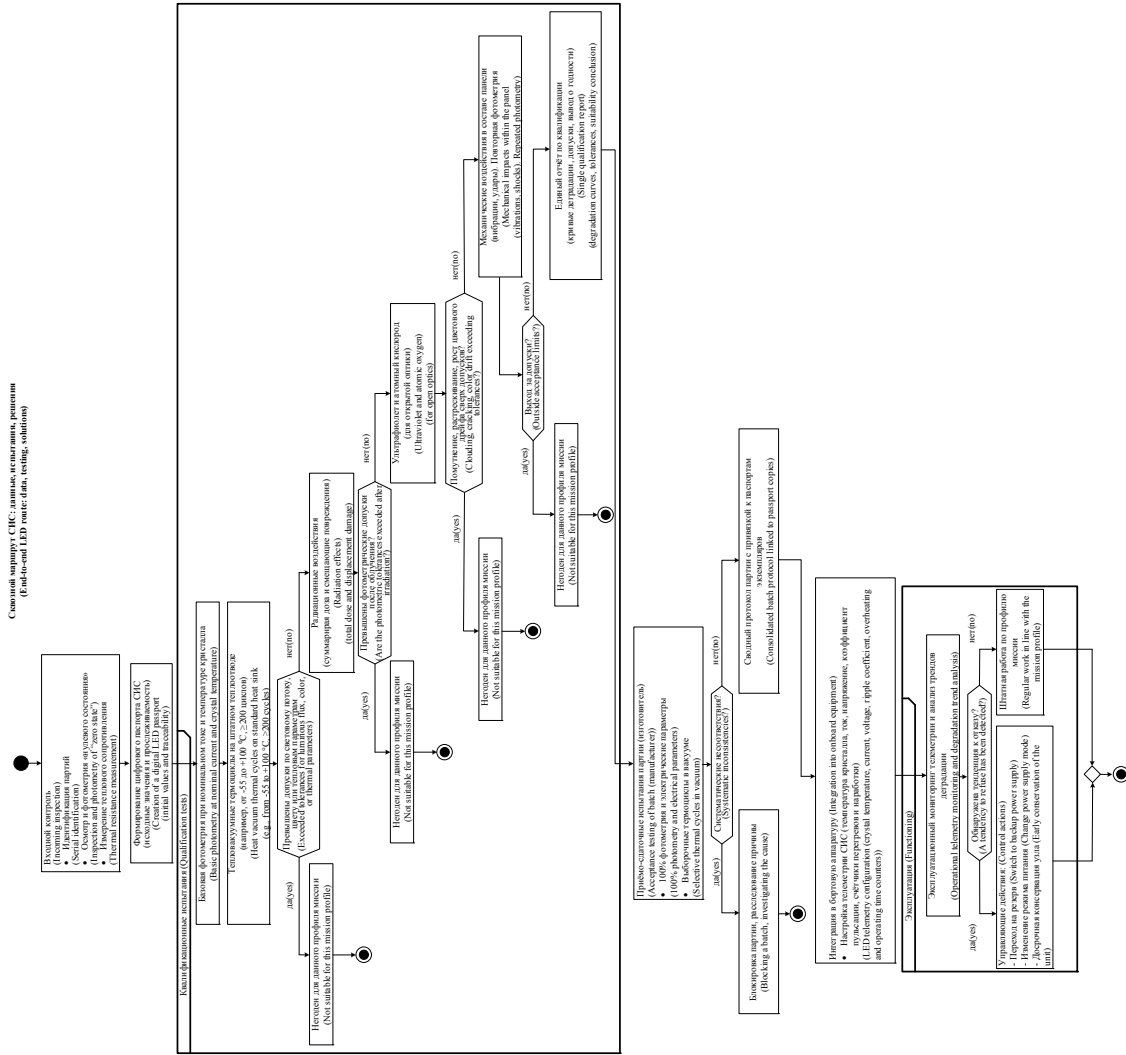 Сквозной маршрут СИС: данные, испытания, решения
(End-to-end LED route: data, testing, solutions)
Входной контроль
(Incoming inspection)
• Идентификация партий
(Serial identification)
• Осмотр и фотометрия «нулевого состояния»
(Inspection and photometry of “zero state”)
• Измерение теплового сопротивления
(Thermal resistance measurement)
Формирование цифрового паспорта СИС
(исходные значения и прослеживаемость)
(Creation of a digital LED passport
(initial values and traceability)
Квалификационные испытания (Qualification tests)
Базовая фотометрия при номинальном токе и температуре кристалла
(Basic photometry at nominal current and crystal temperature)
Тепловакуумные термоциклы на штатном теплоотводе
(например, от -55 до +100 °C, ≥200 циклов)
(Heat vacuum thermal cycles on standard heat sink
(e.g., from −55 to +100 °C, ≥200 cycles)
Превышены допуски по световому потоку,
цвету или тепловым параметрам
(Exceeded tolerances for luminous flux, color,
or thermal parameters)
да(yes)
нет(no)
Негоден для данного профиля миссии
(Not suitable for this mission profile)
Радиационные воздействия
(суммарная доза и смещающие повреждения)
(Radiation effects)
(total dose and displacement damage)
Превышены фотометрические допуски
после облучения?
(Are the photometric tolerances exceeded after
irradiation?)
да(yes)
нет(no)
Негоден для данного профиля миссии
(Not suitable for this mission profile)
Ультрафиолет и атомный кислород
(для открытой оптики)
(Ultraviolet and atomic oxygen)
(for open optics)
Помутнение, растрескивание, рост цветового
дрейфа сверх допусков?
(Clouding, cracking, color drift exceeding
tolerances?)
да(yes)
нет(no)
Негоден для данного профиля миссии
(Not suitable for this mission profile)
Механические воздействия в составе панели
(вибрации, удары). Повторная фотометрия
(Mechanical impacts within the panel
(vibrations, shocks). Repeated photometry)
Выход за допуски?
(Outside acceptance limits?)
да(yes)
нет(no)
Негоден для данного профиля миссии
(Not suitable for this mission profile)
Единый отчёт по квалификации
(кривые деградации, допуски, вывод о годности)
(Single qualification report)
(degradation curves, tolerances, suitability conclusion)
Приёмо-сдаточные испытания партии (изготовитель)
(Acceptance testing of batch (manufacturer))
• 100% фотометрия и электрические параметры
(100% photometry and electrical parameters)
• Выборочные термоциклы в вакууме
(Selective thermal cycles in vacuum)
Систематические несоответствия?
(Systematic inconsistencies?)
да(yes)
нет(no)
Блокировка партии, расследование причины
(Blocking a batch, investigating the cause)
Сводный протокол партии с привязкой к паспортам
экземпляров
(Consolidated batch protocol linked to passport copies)
Интеграция в бортовую аппаратуру (Integration into onboard equipment)
• Настройка телеметрии СИС (температура кристалла, ток, напряжение, коэффициент
пульсации, счётчики перегревов и наработки)
(LED telemetry configuration (crystal temperature, current, voltage, ripple coefficient, overheating
and operating time counters))
Эксплуатация (Functioning)
Эксплуатационный мониторинг телеметрии и анализ трендов
деградации
(Operational telemetry monitoring and degradation trend analysis)
Обнаружена тенденция к отказу?
(A tendency to refuse has been detected?)
да(yes)
нет(no)
Управляющие действия: (Control actions)
- Переход на резерв (Switch to backup power supply)
- Изменение режима питания (Change power supply mode)
- Досрочная консервация узла (Early conservation of the
unit)
Штатная работа по профилю
миссии
(Regular work in line with the
mission profile)